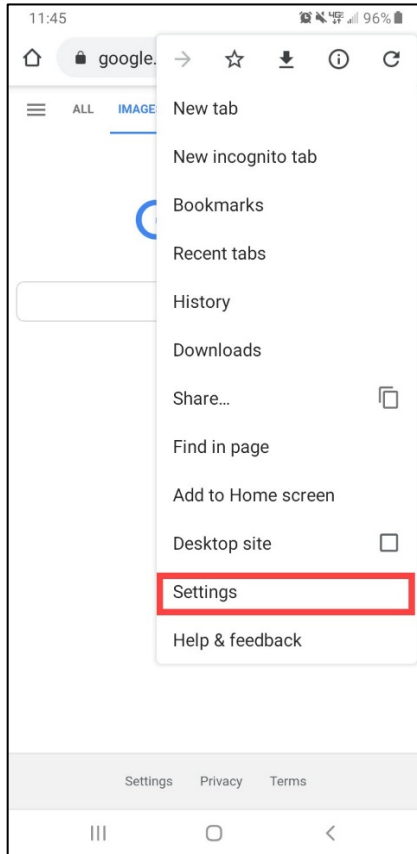 11:45 96%
google.
ALL IMAGE
New tab
New incognito tab
Bookmarks
Recent tabs
History
Downloads
Share...
Find in page
Add to Home screen
Desktop site
Settings
Help & feedback
Settings Privacy Terms